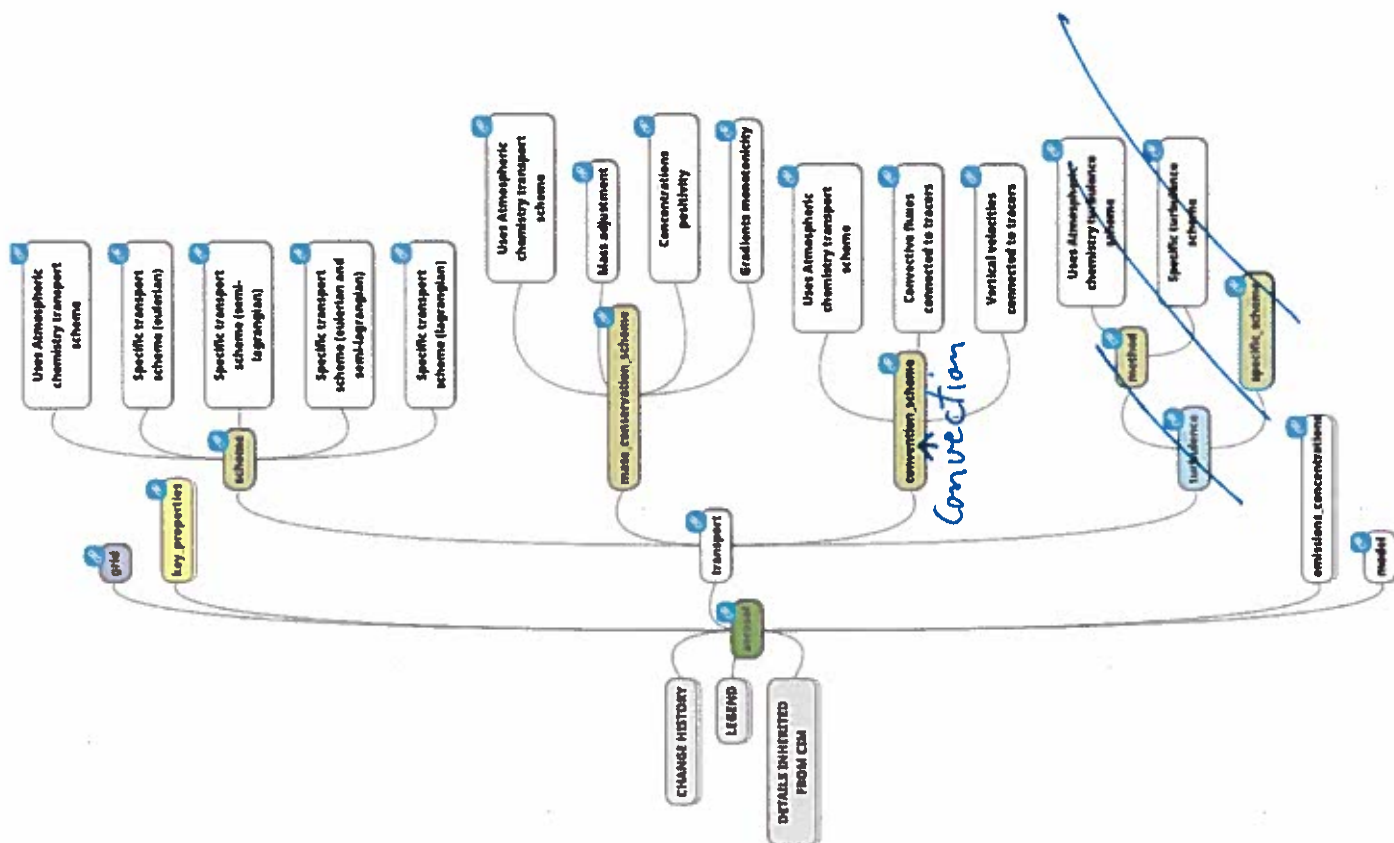 CHANGE HISTORY
LEGEND
DETAILS INHERITED
FROM CIM
aerosol
grid
key_properties
transport
scheme
Uses Atmospheric
chemistry transport
scheme
Specific transport
scheme (eulerian)
Specific transport
scheme (semi-
lagrangian)
Specific transport
scheme (eulerian and
semi-lagrangian)
Specific transport
scheme (lagrangian)
mass_conservation_scheme
Uses Atmospheric
chemistry transport
scheme
Mass adjustment
Concentrations
positivity
Gradients monotonicity
convention_scheme
Convection
Uses Atmospheric
chemistry transport
scheme
Convective fluxes
connected to tracers
Vertical velocities
connected to tracers
turbulence
method
Uses Atmospheric
chemistry turbulence
scheme
Specific turbulence
scheme
specific_scheme
emissions_concentrations
model